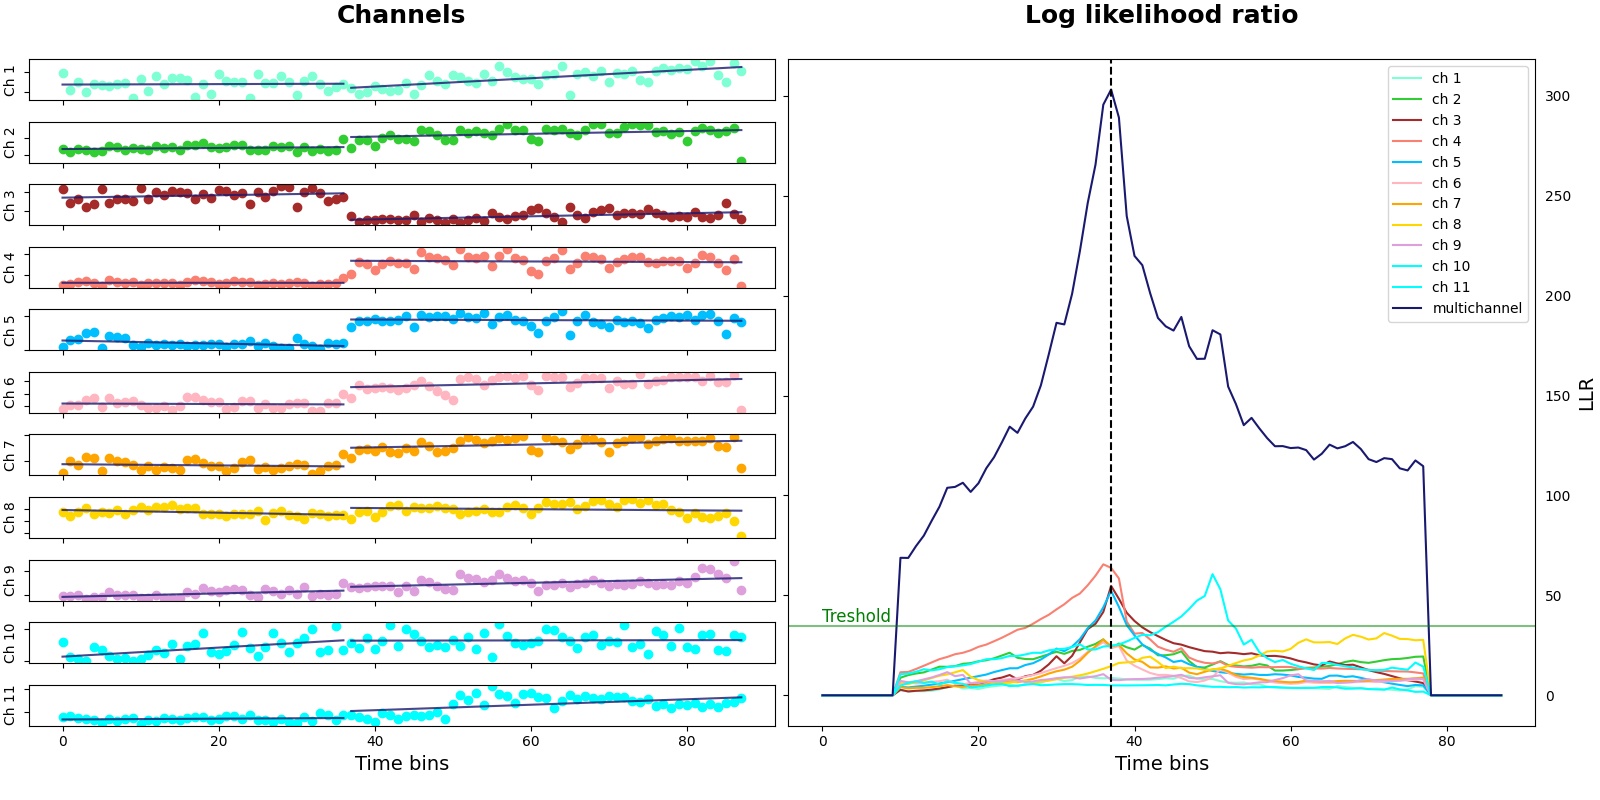 Channels
Log likelihood ratio
Ch 1
Ch 2
Ch 3
Ch 4
Ch 5
Ch 6
Ch 7
Ch 8
Ch 9
Ch 10
Ch 11
0 20 40 60 80
Time bins
Treshold
ch 1
ch 2
ch 3
ch 4
ch 5
ch 6
ch 7
ch 8
ch 9
ch 10
ch 11
multichannel
300
250
200
150
100
50
0
LLR
0 20 40 60 80
Time bins